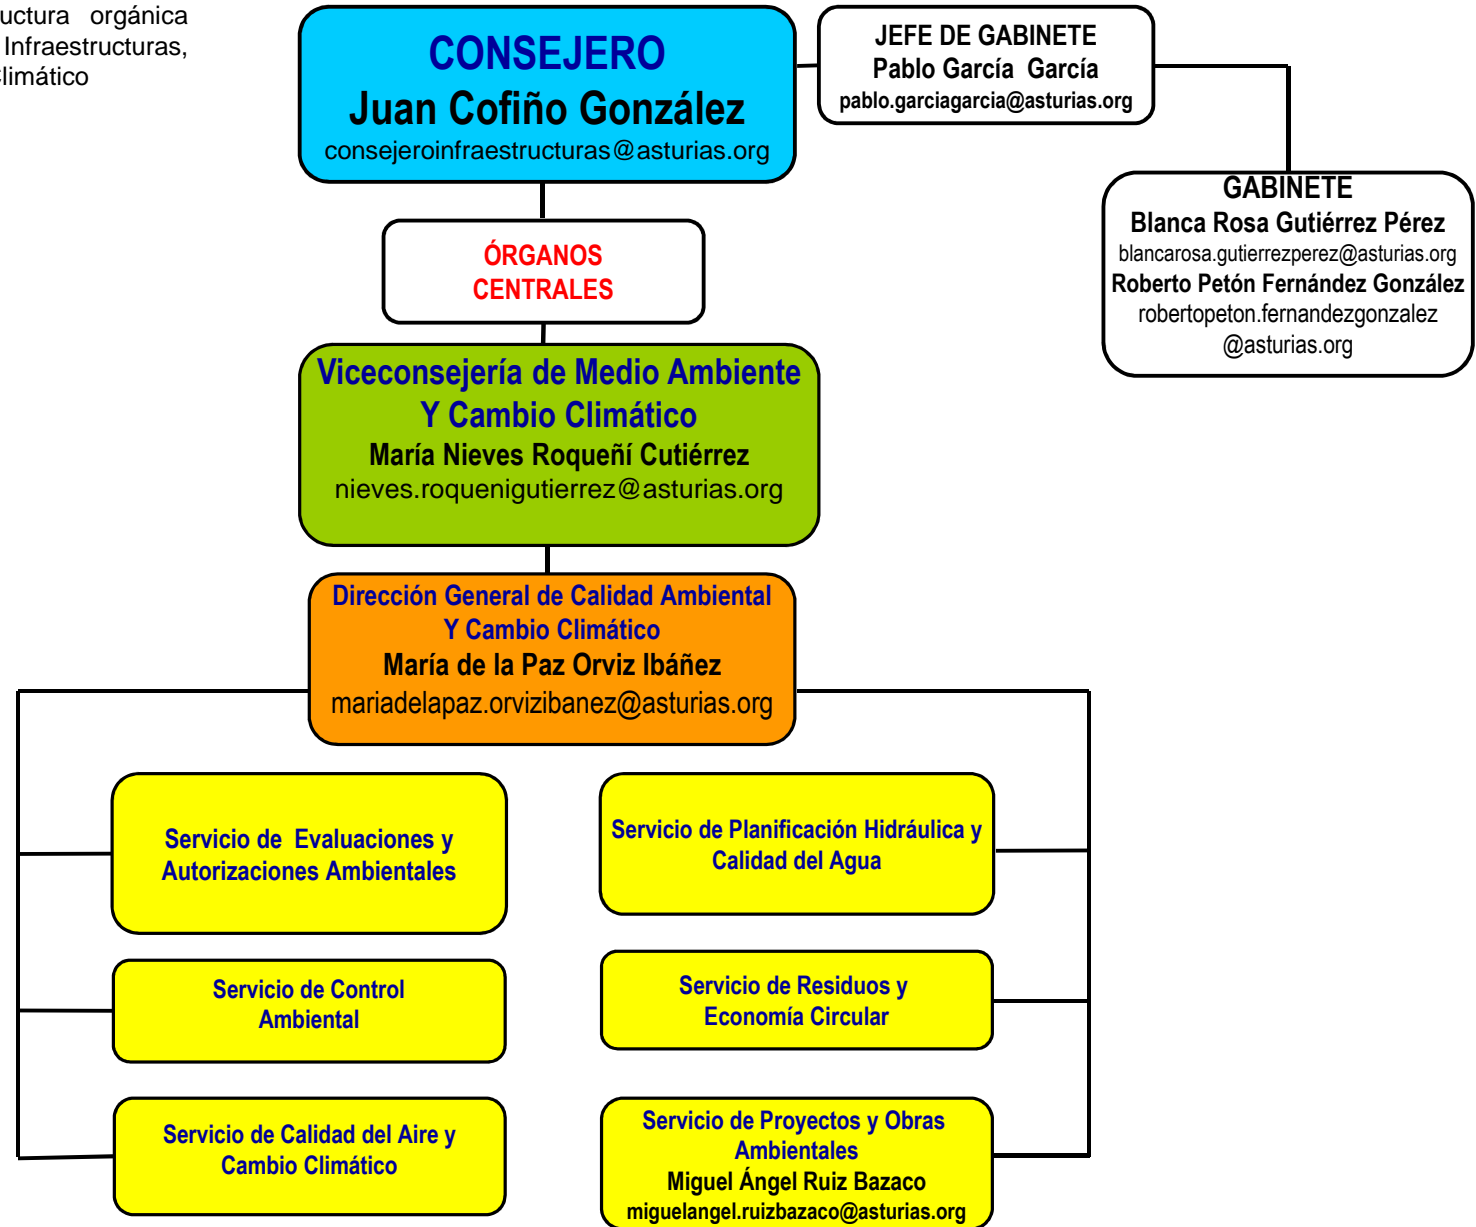 orgánica
Infraestructuras,
CONSEJERO
Juan Cofiño González
consejeroinfraestructuras@asturias.org
JEFE DE GABINETE
Pablo García García
pablo.garciagarcia@asturias.org
GABINETE
Blanca Rosa Gutiérrez Pérez
blancarosa.gutierrezperez@asturias.org
Roberto Petón Fernández González
robertopeton.fernandezgonzalez
@asturias.org
ÓRGANOS
CENTRALES
Viceconsejería de Medio Ambiente
Y Cambio Climático
María Nieves Roqueñí Cutiérrez
nieves.roquenigutierrez@asturias.org
Dirección General de Calidad Ambiental
Y Cambio Climático
María de la Paz Orviz Ibáñez
mariadelapaz.orvizibanez@asturias.org
Servicio de Evaluaciones y
Autorizaciones Ambientales
Servicio de Planificación Hidráulica y
Calidad del Agua
Servicio de Control
Ambiental
Servicio de Residuos y
Economía Circular
Servicio de Calidad del Aire y
Cambio Climático
Servicio de Proyectos y Obras
Ambientales
Miguel Ángel Ruiz Bazaco
miguelangel.ruizbazaco@asturias.org